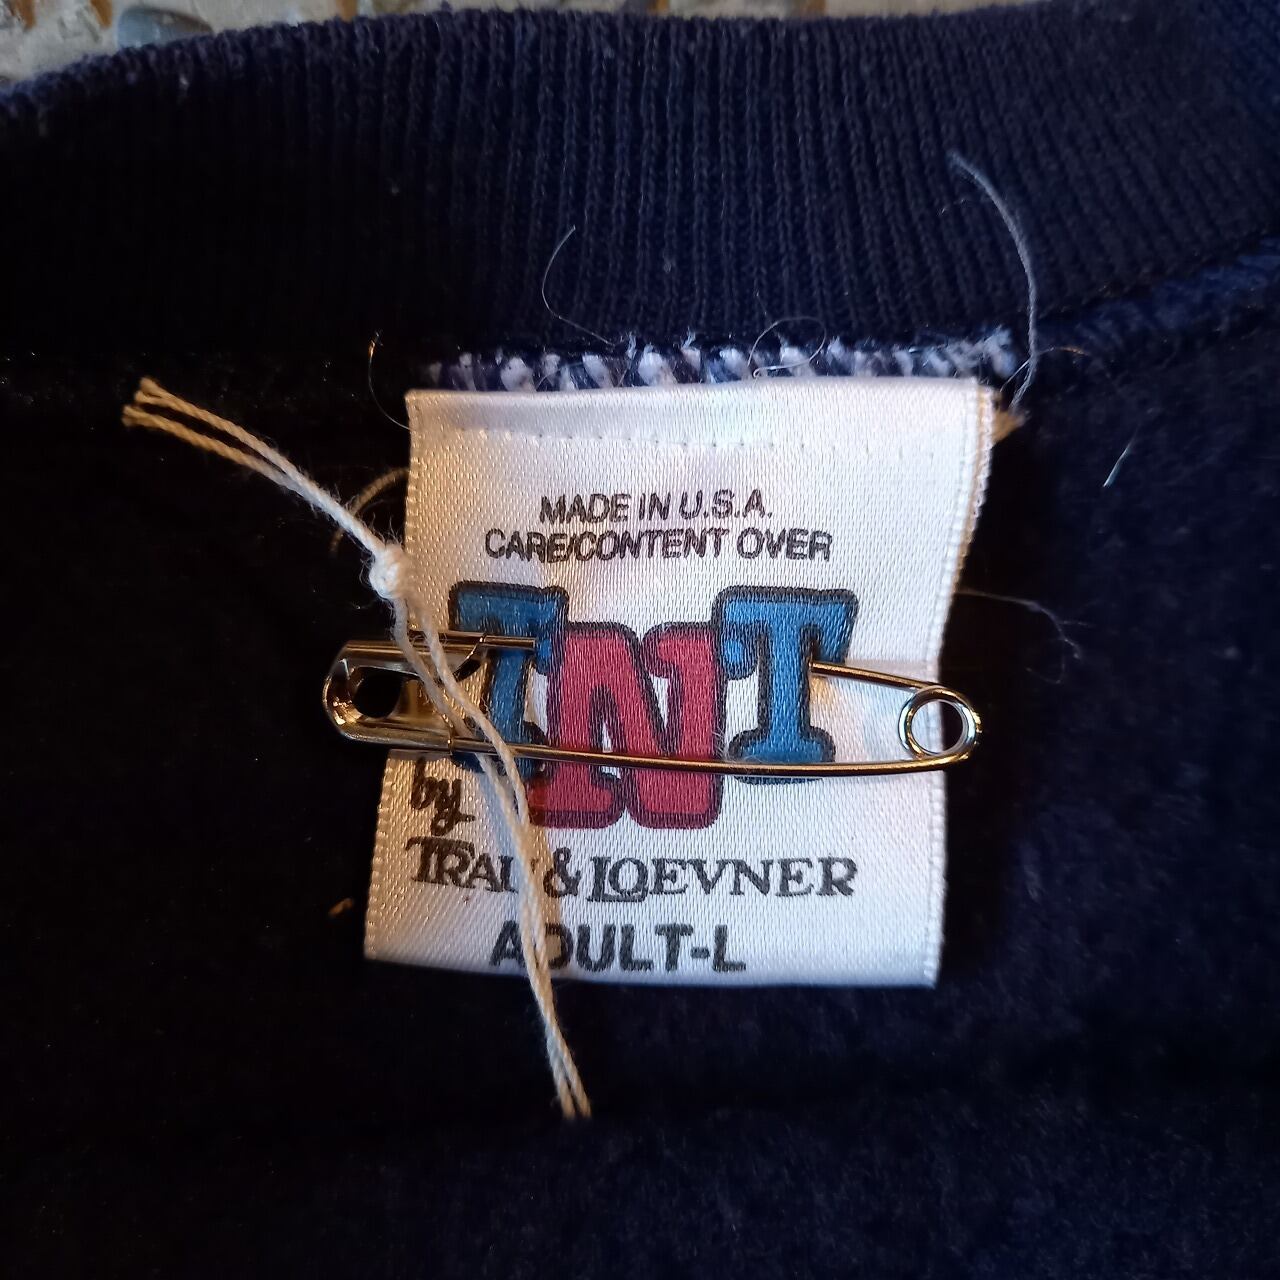 MADE IN U.S.A.
CARE/CONTENT OVER
TNT
by
TRAU & LOEVNER
ADULT-L